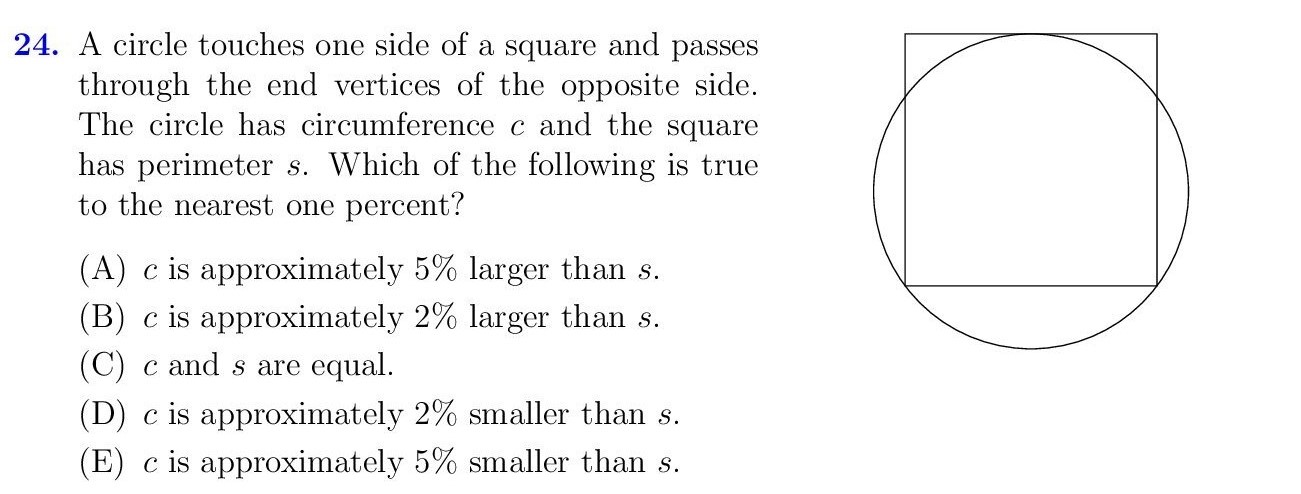 24. A circle touches one side of a square and passes
through the end vertices of the opposite side.
The circle has circumference c and the square
has perimeter s. Which of the following is true
to the nearest one percent?
(A) c is approximately 5% larger than s.
(B) c is approximately 2% larger than s.
(C) c and s are equal.
(D) c is approximately 2% smaller than s.
(E) c is approximately 5% smaller than s.